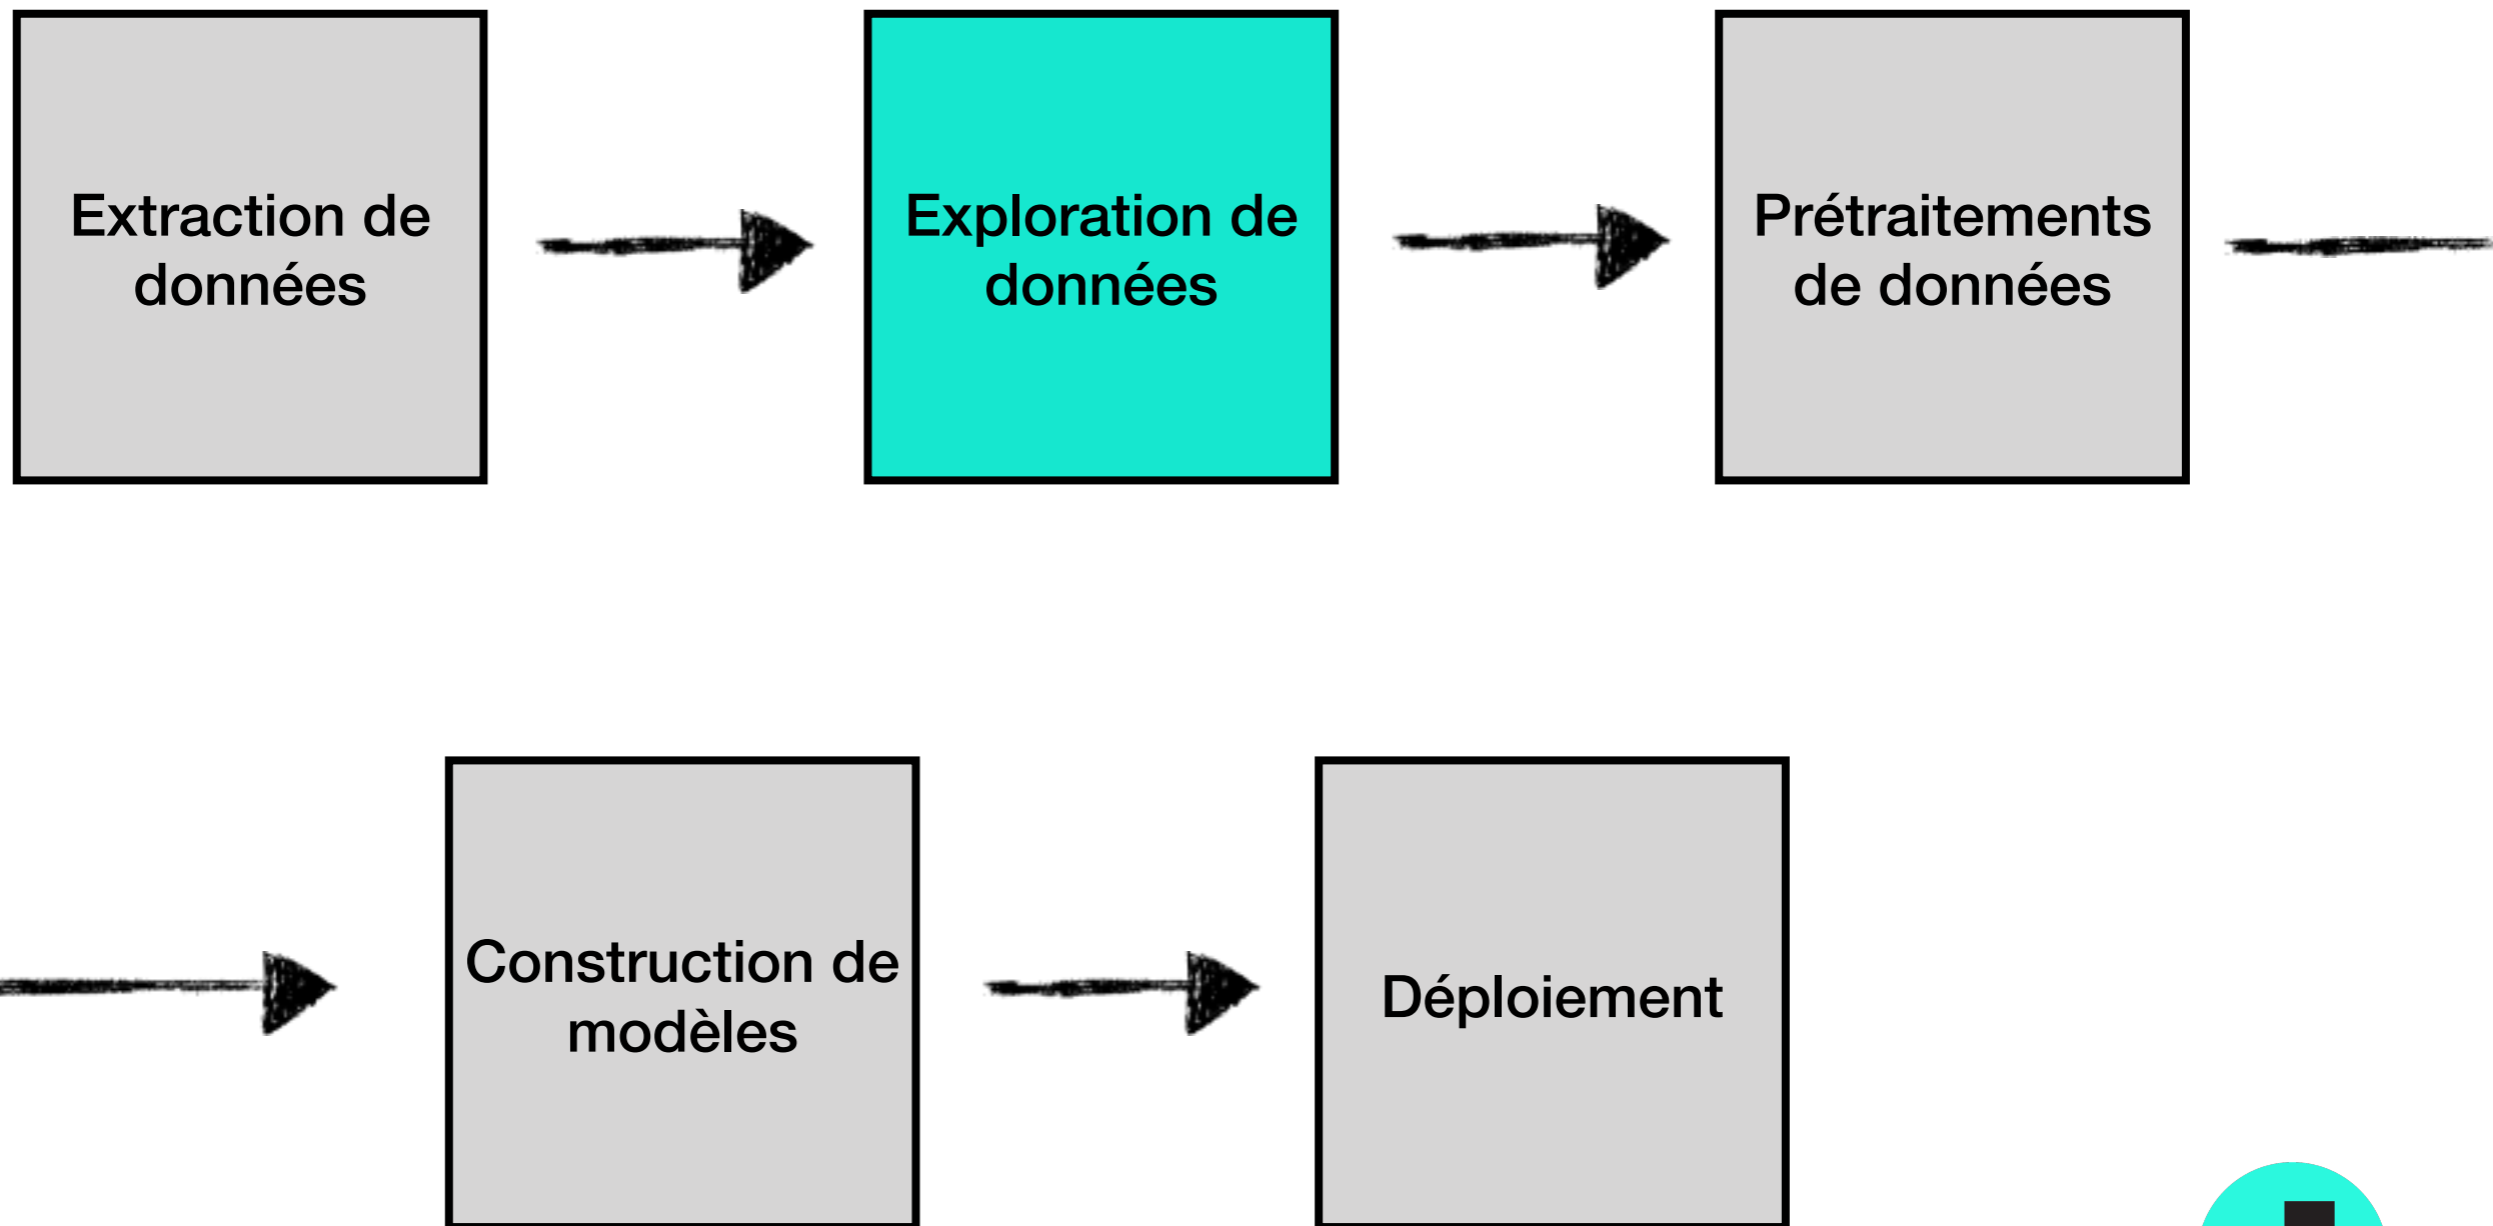 Extraction de
données
Exploration de
données
Prétraitements
de données
Construction de
modèles
Déploiement